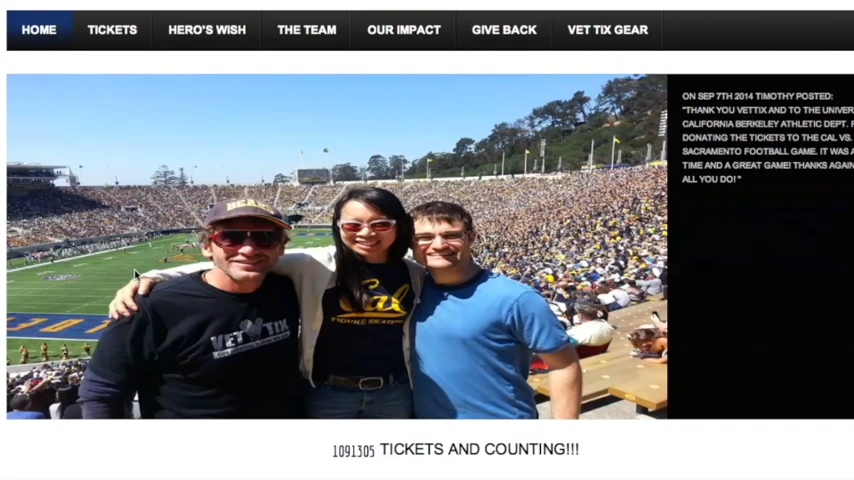 HOME TICKETS HERO'S WISH THE TEAM OUR IMPACT GIVE BACK VET TIX GEAR
ON SEP 7TH 2014 TIMOTHY POSTED:
"THANK YOU VETTIX AND TO THE UNIVER
CALIFORNIA BERKELEY ATHLETIC DEPT. F
DONATING THE TICKETS TO THE CAL VS.
SACRAMENTO FOOTBALL GAME. IT WAS A
TIME AND A GREAT GAME! THANKS AGAIN
ALL YOU DO! "
BEARS
VET TIX
Cal
FIGURE SKATING
1091305 TICKETS AND COUNTING!!!